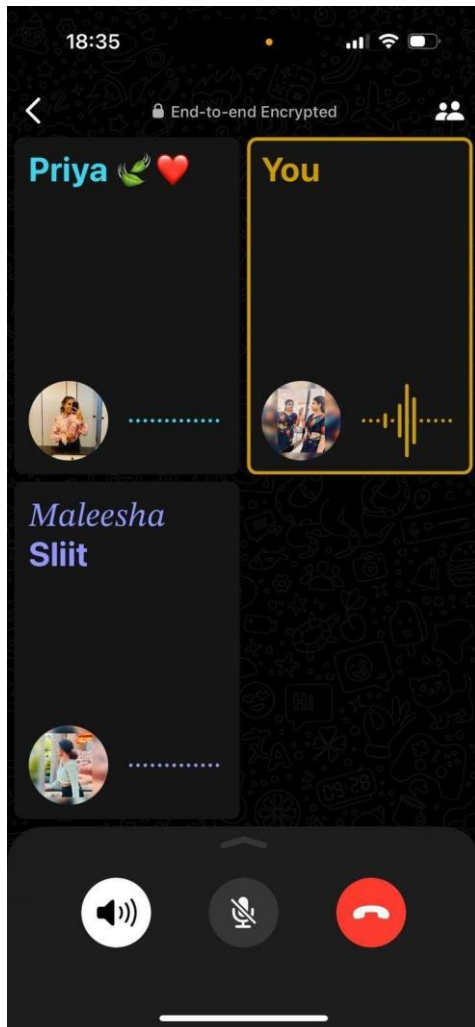 18:35
End-to-end Encrypted
Priya 🌿❤️
You
Maleesha
Sliit